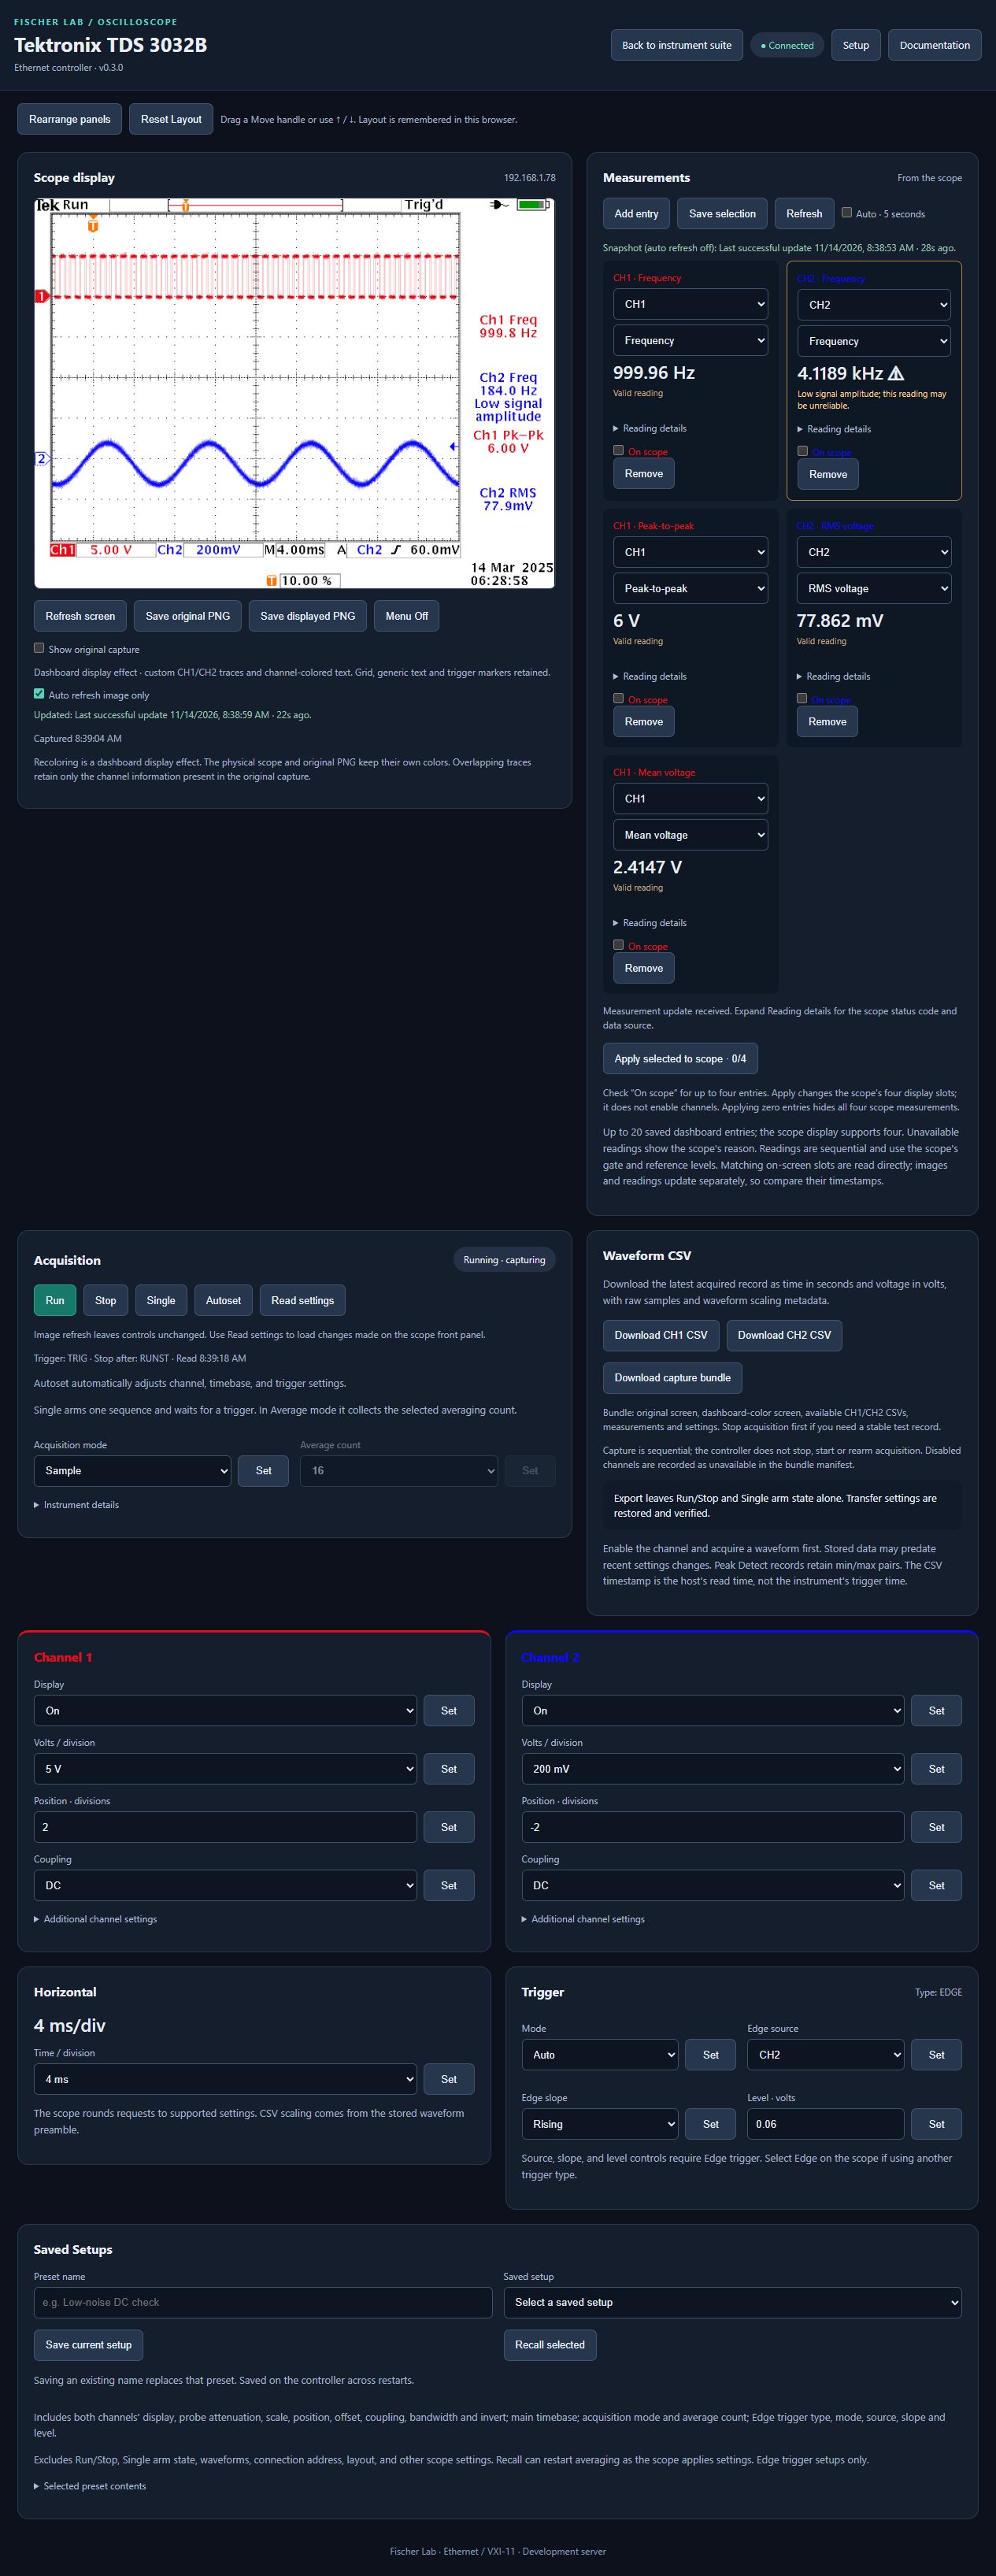 FISCHER LAB / OSCILLOSCOPE
Tektronix TDS 3032B
Ethernet controller · v0.3.0
Back to instrument suite
● Connected
Setup
Documentation
Rearrange panels
Reset Layout
Drag a Move handle or use ↑ / ↓. Layout is remembered in this browser.
Scope display
192.168.1.78
Tek Run
Trig'd
T
T
1
2
Ch1 Freq
999.8 Hz
Ch2 Freq
184.0 Hz
Low signal
amplitude
Ch1 Pk-Pk
6.00 V
Ch2 RMS
77.9mV
Ch1 5.00 V Ch2 200mV M 4.00ms A Ch2 ʃ 60.0mV
14 Mar 2025
T 10.00 % 06:28:58
Refresh screen
Save original PNG
Save displayed PNG
Menu Off
Show original capture
Dashboard display effect · custom CH1/CH2 traces and channel-colored text. Grid, generic text and trigger markers retained.
Auto refresh image only
Updated: Last successful update 11/14/2026, 8:38:59 AM · 22s ago.
Captured 8:39:04 AM
Recoloring is a dashboard display effect. The physical scope and original PNG keep their own colors. Overlapping traces
retain only the channel information present in the original capture.
Measurements
From the scope
Add entry
Save selection
Refresh
Auto · 5 seconds
Snapshot (auto refresh off): Last successful update 11/14/2026, 8:38:53 AM · 28s ago.
CH1 · Frequency
CH1
Frequency
999.96 Hz
Valid reading
▶ Reading details
On scope
Remove
CH2 · Frequency
CH2
Frequency
4.1189 kHz ⚠
Low signal amplitude; this reading may
be unreliable.
▶ Reading details
On scope
Remove
CH1 · Peak-to-peak
CH1
Peak-to-peak
6 V
Valid reading
▶ Reading details
On scope
Remove
CH2 · RMS voltage
CH2
RMS voltage
77.862 mV
Valid reading
▶ Reading details
On scope
Remove
CH1 · Mean voltage
CH1
Mean voltage
2.4147 V
Valid reading
▶ Reading details
On scope
Remove
Measurement update received. Expand Reading details for the scope status code and
data source.
Apply selected to scope · 0/4
Check "On scope" for up to four entries. Apply changes the scope's four display slots;
it does not enable channels. Applying zero entries hides all four scope measurements.
Up to 20 saved dashboard entries; the scope display supports four. Unavailable
readings show the scope's reason. Readings are sequential and use the scope's
gate and reference levels. Matching on-screen slots are read directly; images
and readings update separately, so compare their timestamps.
Acquisition
Running · capturing
Run
Stop
Single
Autoset
Read settings
Image refresh leaves controls unchanged. Use Read settings to load changes made on the scope front panel.
Trigger: TRIG · Stop after: RUNST · Read 8:39:18 AM
Autoset automatically adjusts channel, timebase, and trigger settings.
Single arms one sequence and waits for a trigger. In Average mode it collects the selected averaging count.
Acquisition mode
Sample
Set
Average count
16
Set
▶ Instrument details
Waveform CSV
Download the latest acquired record as time in seconds and voltage in volts,
with raw samples and waveform scaling metadata.
Download CH1 CSV
Download CH2 CSV
Download capture bundle
Bundle: original screen, dashboard-color screen, available CH1/CH2 CSVs,
measurements and settings. Stop acquisition first if you need a stable test record.
Capture is sequential; the controller does not stop, start or rearm acquisition. Disabled
channels are recorded as unavailable in the bundle manifest.
Export leaves Run/Stop and Single arm state alone. Transfer settings are
restored and verified.
Enable the channel and acquire a waveform first. Stored data may predate
recent settings changes. Peak Detect records retain min/max pairs. The CSV
timestamp is the host's read time, not the instrument's trigger time.
Channel 1
Display
On
Set
Volts / division
5 V
Set
Position · divisions
2
Set
Coupling
DC
Set
▶ Additional channel settings
Channel 2
Display
On
Set
Volts / division
200 mV
Set
Position · divisions
-2
Set
Coupling
DC
Set
▶ Additional channel settings
Horizontal
4 ms/div
Time / division
4 ms
Set
The scope rounds requests to supported settings. CSV scaling comes from the stored waveform
preamble.
Trigger
Type: EDGE
Mode
Auto
Set
Edge source
CH2
Set
Edge slope
Rising
Set
Level · volts
0.06
Set
Source, slope, and level controls require Edge trigger. Select Edge on the scope if using another
trigger type.
Saved Setups
Preset name
e.g. Low-noise DC check
Saved setup
Select a saved setup
Save current setup
Recall selected
Saving an existing name replaces that preset. Saved on the controller across restarts.
Includes both channels' display, probe attenuation, scale, position, offset, coupling, bandwidth and invert; main timebase; acquisition mode and average count; Edge trigger type, mode, source, slope and
level.
Excludes Run/Stop, Single arm state, waveforms, connection address, layout, and other scope settings. Recall can restart averaging as the scope applies settings. Edge trigger setups only.
▶ Selected preset contents
Fischer Lab · Ethernet / VXI-11 · Development server